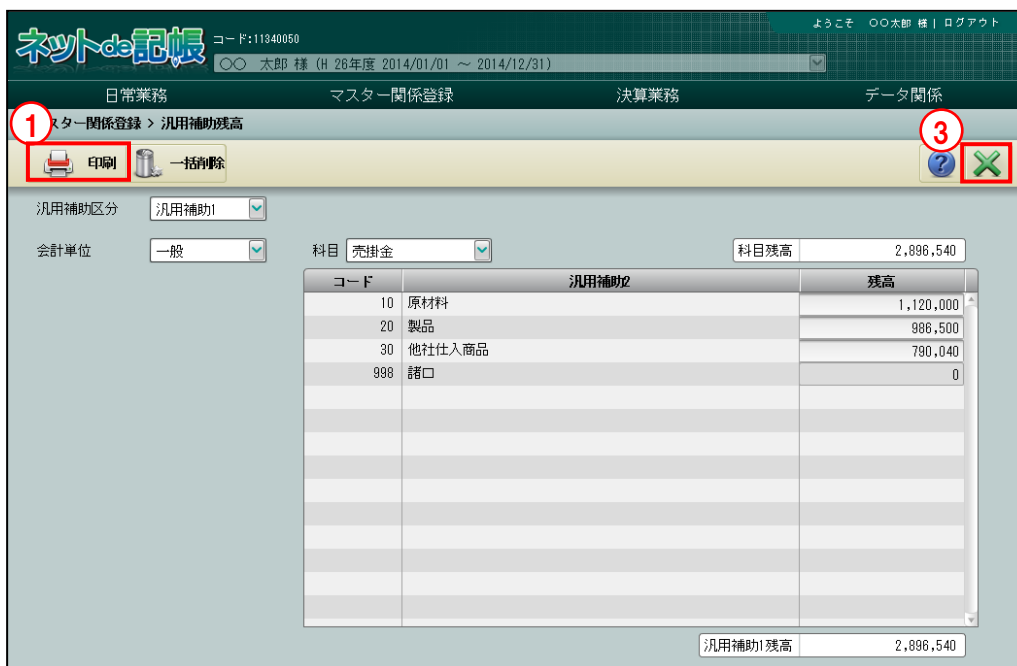 ようこそ ○○太郎 様 | ログアウト
ネットde記帳 コード:11340050
○○ 太郎 様 (H 26年度 2014/01/01 ～ 2014/12/31)
日常業務 マスター関係登録 決算業務 データ関係
1 スター関係登録 > 汎用補助残高 3
印刷 一括削除 ?
汎用補助区分 汎用補助1
会計単位 一般 科目 売掛金 科目残高 2,896,540
コード 汎用補助2 残高
10 原材料 1,120,000
20 製品 986,500
30 他社仕入商品 790,040
998 諸口 0
汎用補助1残高 2,896,540